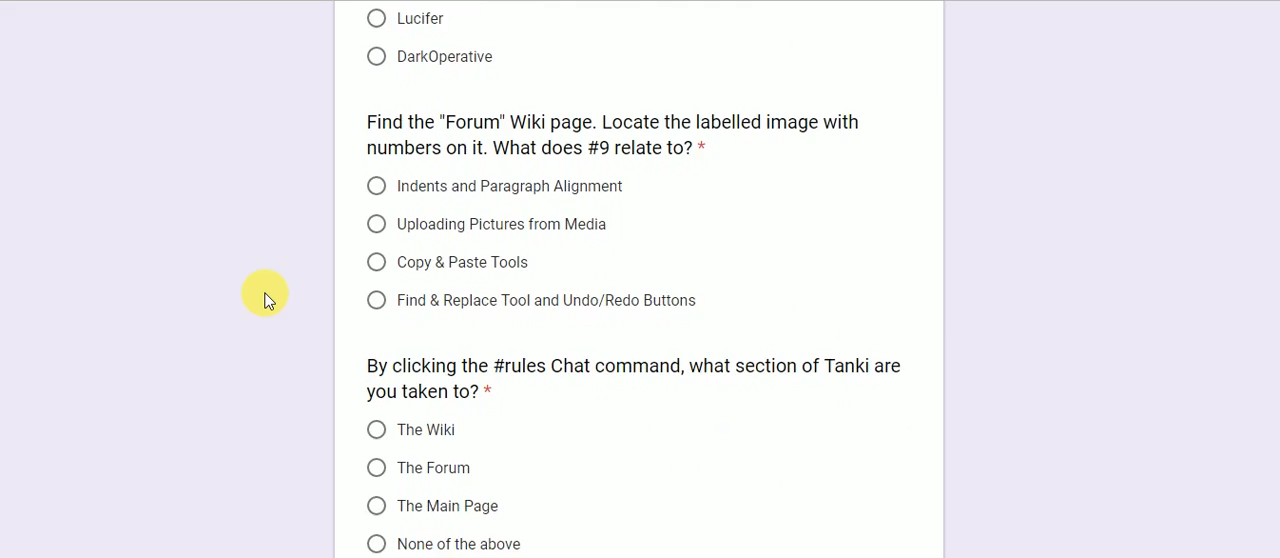 Lucifer
DarkOperative
Find the "Forum" Wiki page. Locate the labelled image with
numbers on it. What does #9 relate to? *
Indents and Paragraph Alignment
Uploading Pictures from Media
Copy & Paste Tools
Find & Replace Tool and Undo/Redo Buttons
By clicking the #rules Chat command, what section of Tanki are
you taken to? *
The Wiki
The Forum
The Main Page
None of the above